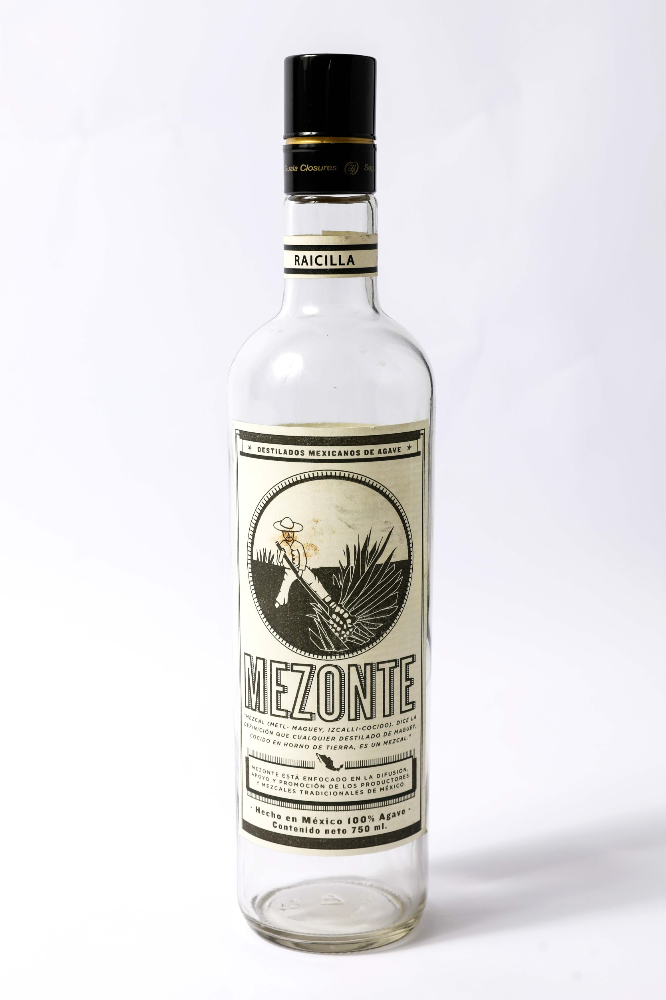 Guala Closures
RAICILLA
DESTILADOS MEXICANOS DE AGAVE
MEZONTE
"MEZCAL (METL- MAGUEY, IZCALLI-COCIDO). DICE LA
DEFINICIÓN QUE CUALQUIER DESTILADO DE MAGUEY,
COCIDO EN HORNO DE TIERRA, ES UN MEZCAL."
MEZONTE ESTÁ ENFOCADO EN LA DIFUSIÓN,
APOYO Y PROMOCIÓN DE LOS PRODUCTORES
Y MEZCALES TRADICIONALES DE MÉXICO.
- Hecho en México 100% Agave -
Contenido neto 750 ml.